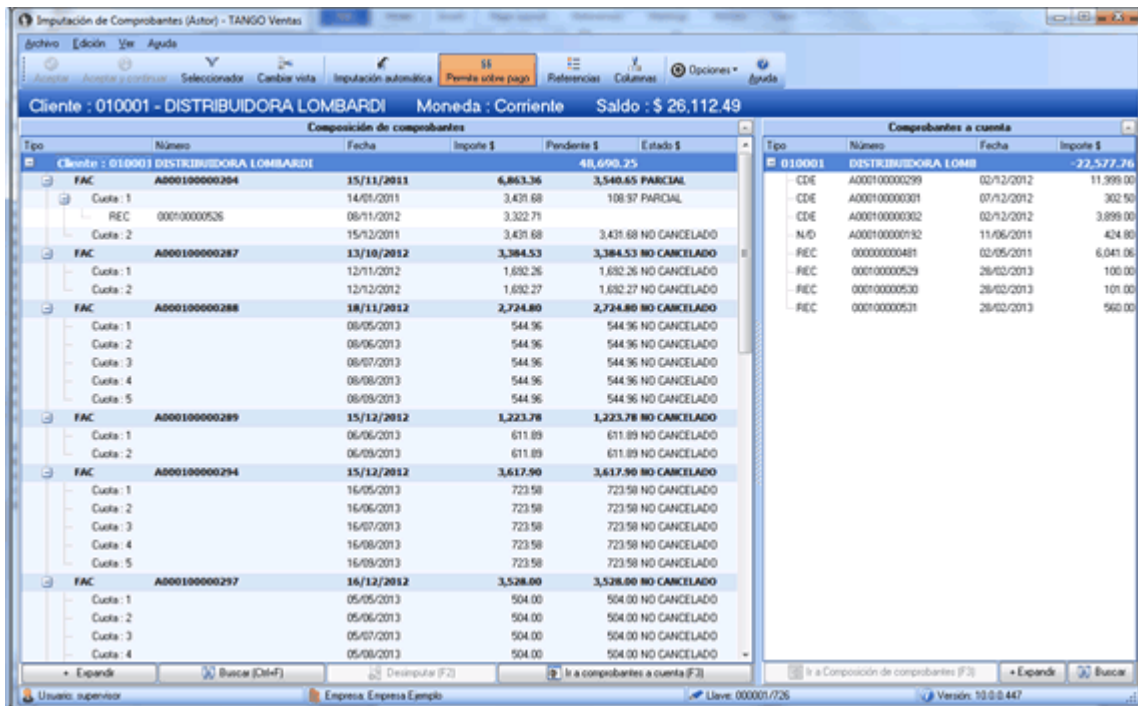 Imputación de Comprobantes (Astor) - TANGO Ventas
Archivo Edición Ver Ayuda
Aceptar Aceptar y continuar Seleccionador Cambiar vista Imputación automática Permite sobre pago Referencias Columnas Opciones Ayuda
Cliente : 010001 - DISTRIBUIDORA LOMBARDI Moneda : Corriente Saldo : $ 26,112.49
Composición de comprobantes
Tipo Número Fecha Importe $ Pendiente $ Estado $
Cliente : 010001 DISTRIBUIDORA LOMBARDI 48,690.25
FAC A000100000204 15/11/2011 6,863.36 3,540.65 PARCIAL
Cuota : 1 14/01/2011 3,431.68 108.97 PARCIAL
REC 000100000526 08/11/2012 3,322.71
Cuota : 2 15/12/2011 3,431.68 3,431.68 NO CANCELADO
FAC A000100000287 13/10/2012 3,384.53 3,384.53 NO CANCELADO
Cuota : 1 12/11/2012 1,692.26 1,692.26 NO CANCELADO
Cuota : 2 12/12/2012 1,692.27 1,692.27 NO CANCELADO
FAC A000100000288 18/11/2012 2,724.80 2,724.80 NO CANCELADO
Cuota : 1 08/05/2013 544.96 544.96 NO CANCELADO
Cuota : 2 08/06/2013 544.96 544.96 NO CANCELADO
Cuota : 3 08/07/2013 544.96 544.96 NO CANCELADO
Cuota : 4 08/08/2013 544.96 544.96 NO CANCELADO
Cuota : 5 08/09/2013 544.96 544.96 NO CANCELADO
FAC A000100000289 15/12/2012 1,223.78 1,223.78 NO CANCELADO
Cuota : 1 06/06/2013 611.89 611.89 NO CANCELADO
Cuota : 2 06/09/2013 611.89 611.89 NO CANCELADO
FAC A000100000294 15/12/2012 3,617.90 3,617.90 NO CANCELADO
Cuota : 1 16/05/2013 723.58 723.58 NO CANCELADO
Cuota : 2 16/06/2013 723.58 723.58 NO CANCELADO
Cuota : 3 16/07/2013 723.58 723.58 NO CANCELADO
Cuota : 4 16/08/2013 723.58 723.58 NO CANCELADO
Cuota : 5 16/09/2013 723.58 723.58 NO CANCELADO
FAC A000100000297 16/12/2012 3,528.00 3,528.00 NO CANCELADO
Cuota : 1 05/05/2013 504.00 504.00 NO CANCELADO
Cuota : 2 05/06/2013 504.00 504.00 NO CANCELADO
Cuota : 3 05/07/2013 504.00 504.00 NO CANCELADO
Cuota : 4 05/08/2013 504.00 504.00 NO CANCELADO
+ Expandir Buscar (Ctrl+F) Desimputar (F2) Ir a comprobantes a cuenta (F3)
Comprobantes a cuenta
Tipo Número Fecha Importe $
010001 DISTRIBUIDORA LOMB -22,577.76
CDE A000100000299 02/12/2012 11,999.00
CDE A000100000301 07/12/2012 302.50
CDE A000100000302 02/12/2012 3,899.00
N/D A000100000192 11/06/2011 424.80
REC 000000000481 02/05/2011 6,041.06
REC 000100000529 28/02/2013 100.00
REC 000100000530 28/02/2013 101.00
REC 000100000531 28/02/2013 560.00
Ir a Composición de comprobantes (F3) + Expandir Buscar
Usuario: supervisor Empresa: Empresa Ejemplo Llave: 000001/726 Versión: 10.0.0.447